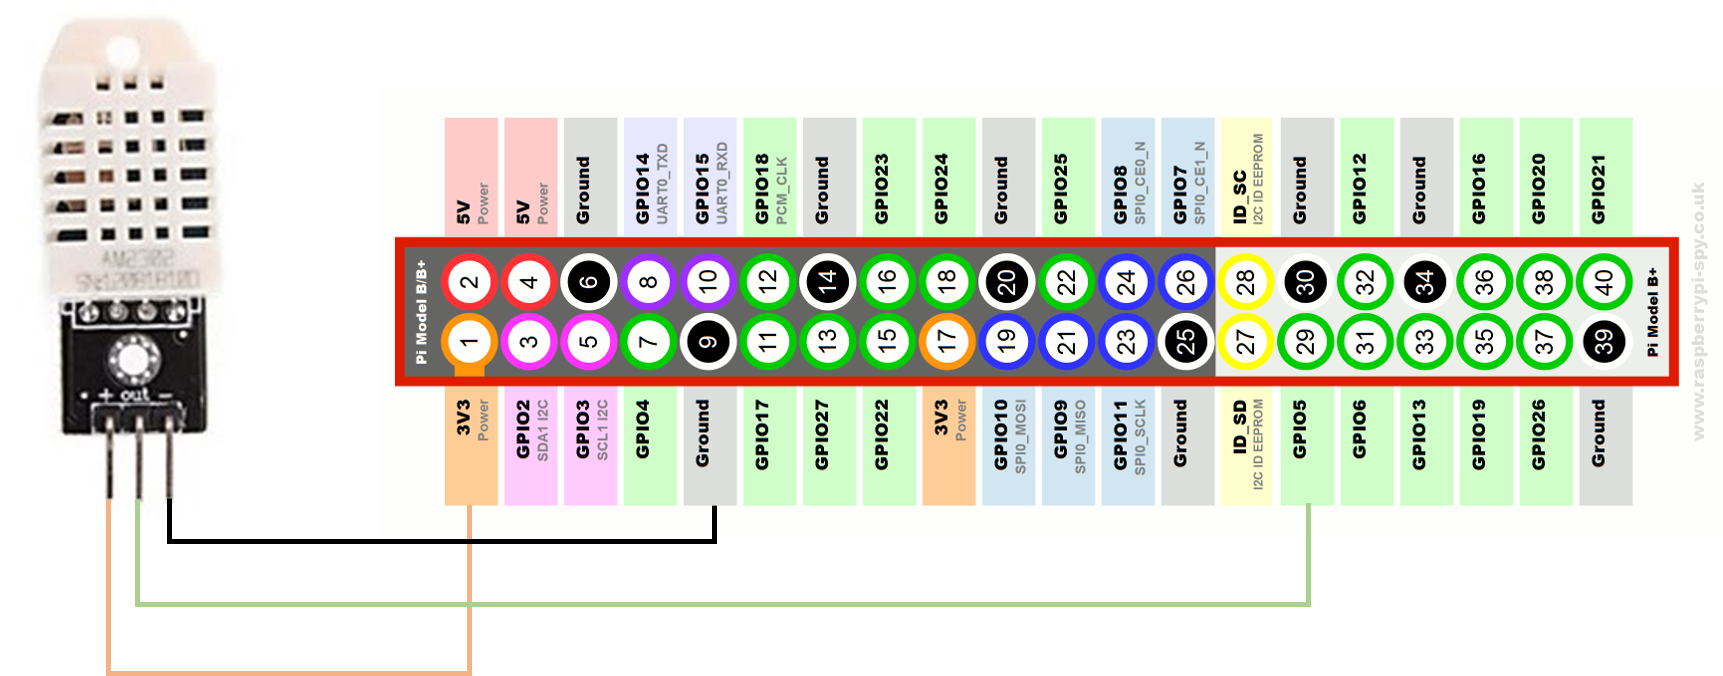 AM2302
+ out −
5V
Power
5V
Power
Ground
GPIO14
UART0_TXD
GPIO15
UART0_RXD
GPIO18
PCM_CLK
Ground
GPIO23
GPIO24
Ground
GPIO25
GPIO8
SPI0_CE0_N
GPIO7
SPI0_CE1_N
ID_SC
I2C ID EEPROM
Ground
GPIO12
Ground
GPIO16
GPIO20
GPIO21
Pi Model B/B+
2 4 6 8 10 12 14 16 18 20 22 24 26 28 30 32 34 36 38 40
1 3 5 7 9 11 13 15 17 19 21 23 25 27 29 31 33 35 37 39
Pi Model B+
3V3
Power
GPIO2
SDA1 I2C
GPIO3
SCL1 I2C
GPIO4
Ground
GPIO17
GPIO27
GPIO22
3V3
Power
GPIO10
SPI0_MOSI
GPIO9
SPI0_MISO
GPIO11
SPI0_SCLK
Ground
ID_SD
I2C ID EEPROM
GPIO5
GPIO6
GPIO13
GPIO19
GPIO26
Ground
www.raspberrypi-spy.co.uk